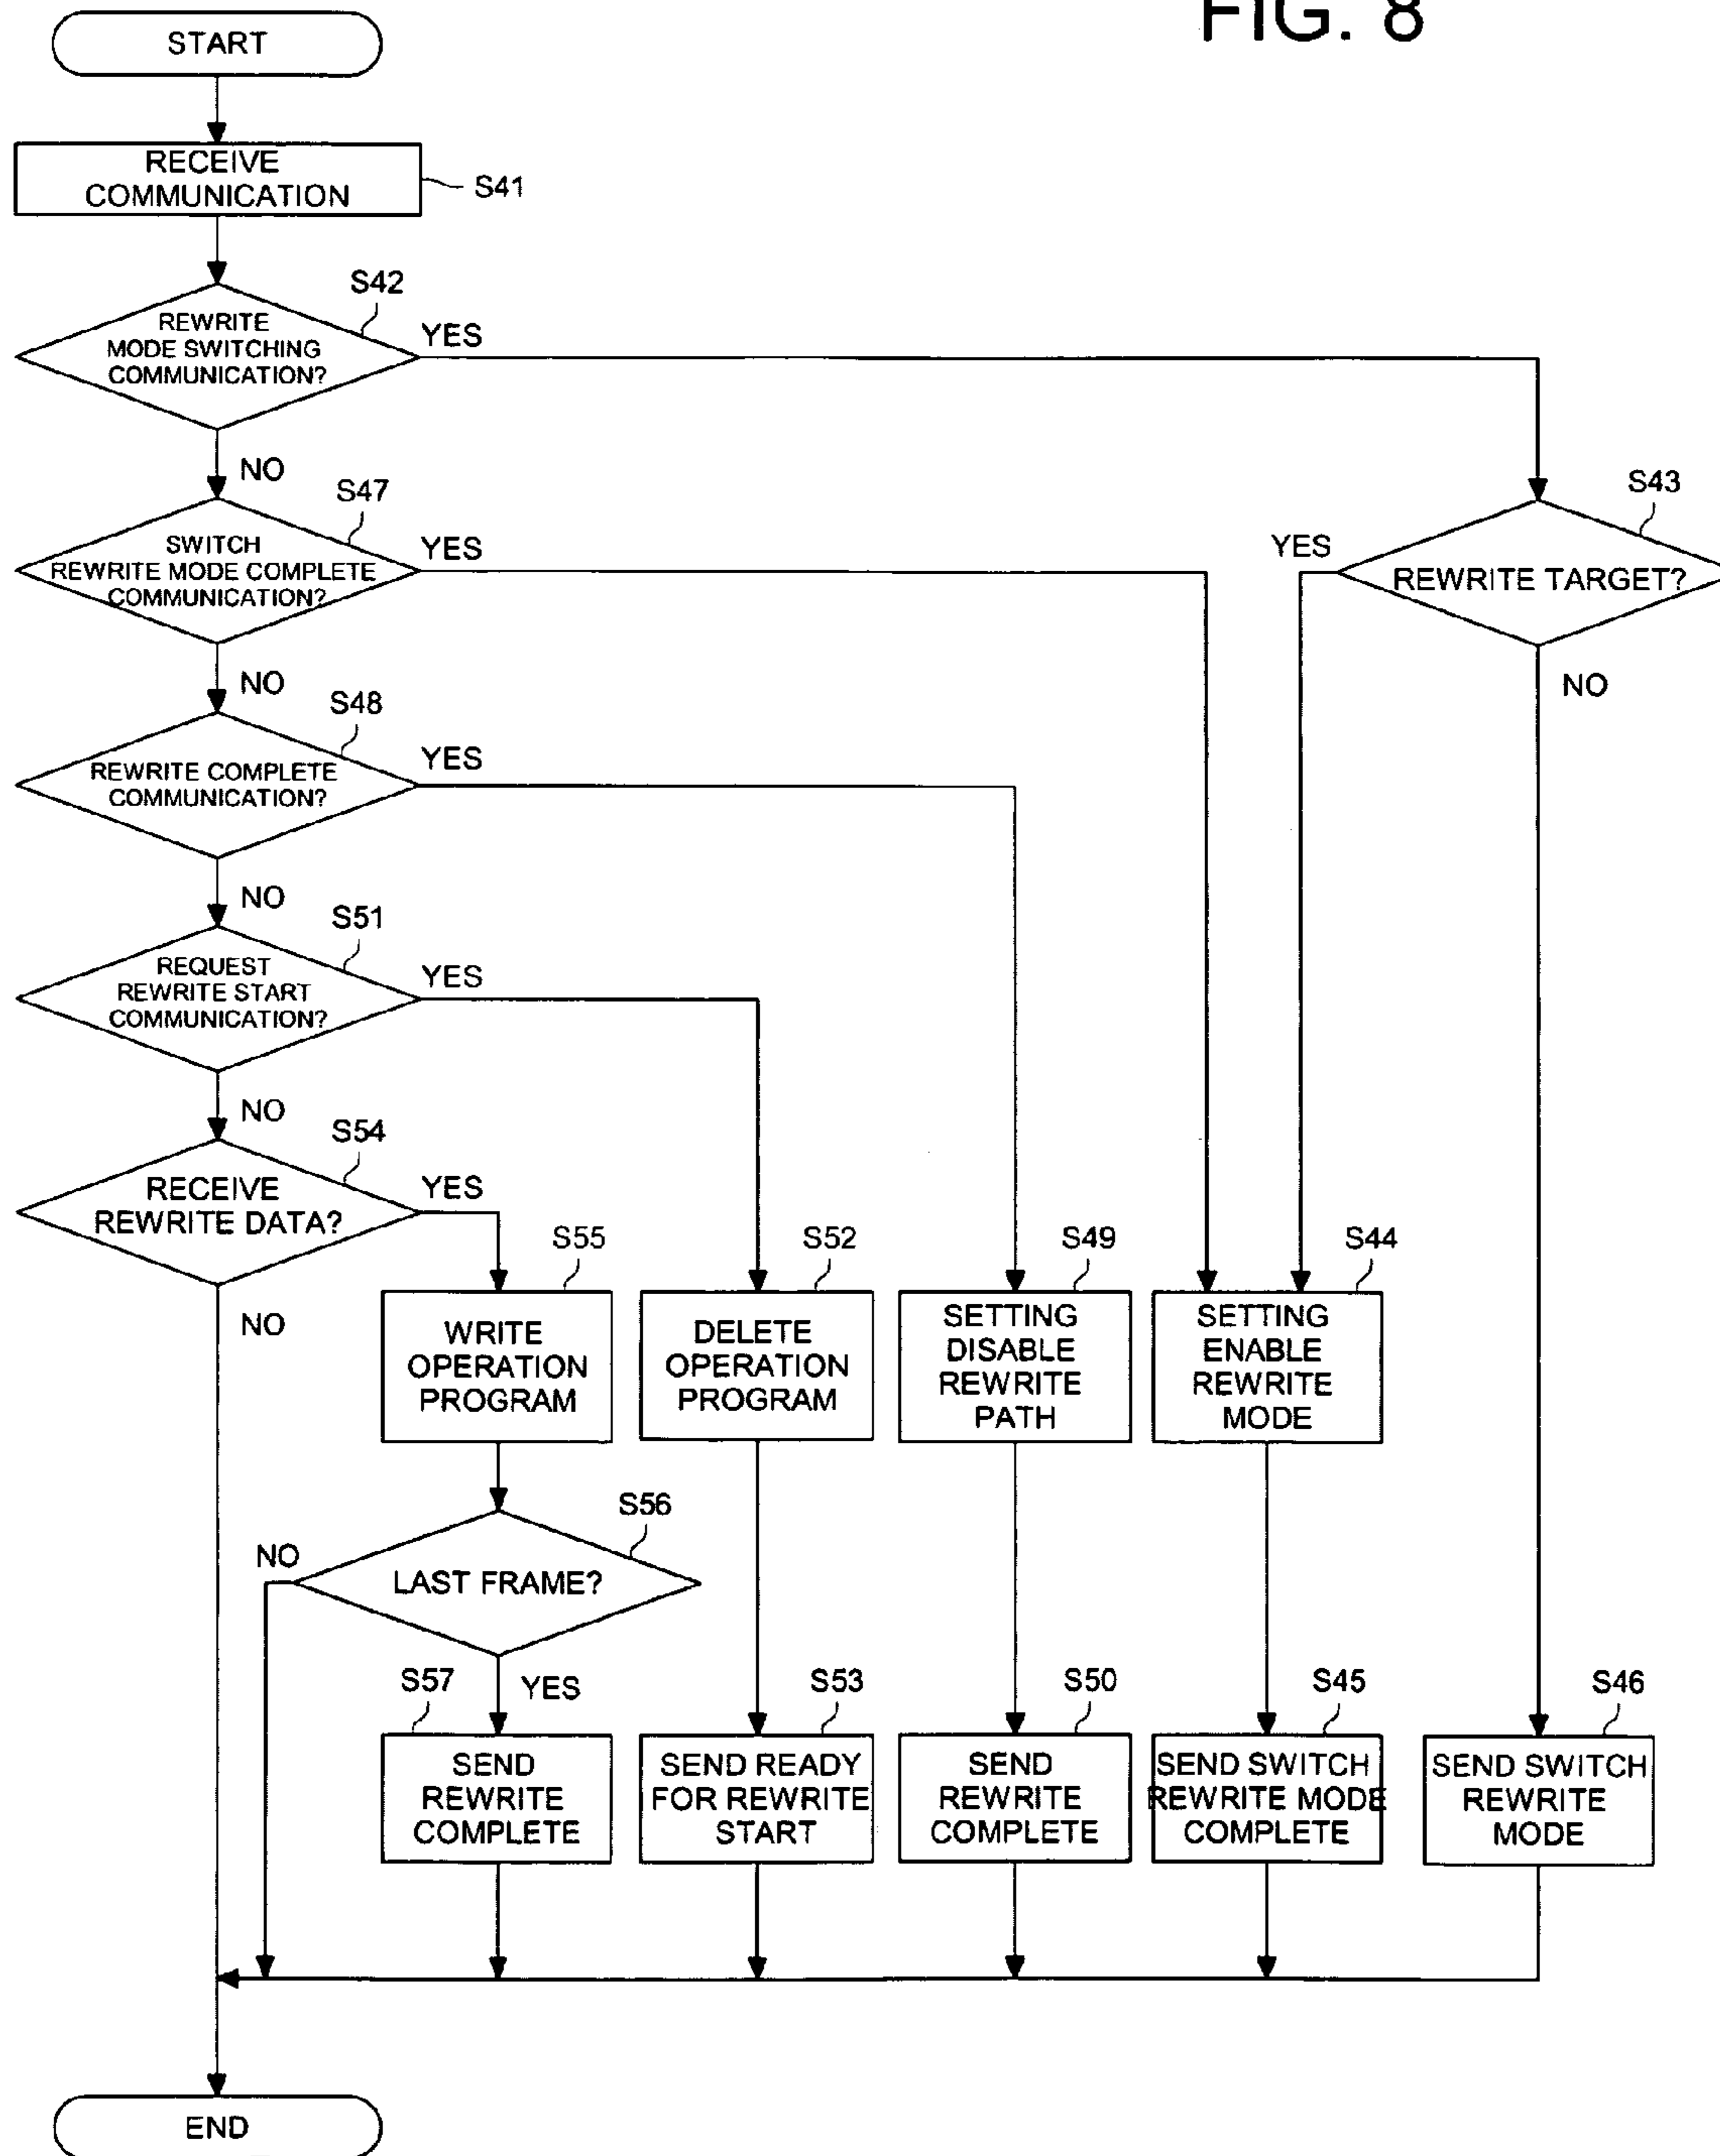 FIG. 8
START
RECEIVE
COMMUNICATION
S41
S42
REWRITE
MODE SWITCHING
COMMUNICATION?
YES
NO
S47
SWITCH
REWRITE MODE COMPLETE
COMMUNICATION?
YES
S43
YES
REWRITE TARGET?
NO
NO
S48
REWRITE COMPLETE
COMMUNICATION?
YES
NO
S51
REQUEST
REWRITE START
COMMUNICATION?
YES
NO
S54
RECEIVE
REWRITE DATA?
YES
NO
S55
WRITE
OPERATION
PROGRAM
S52
DELETE
OPERATION
PROGRAM
S49
SETTING
DISABLE
REWRITE
PATH
S44
SETTING
ENABLE
REWRITE
MODE
S56
NO
LAST FRAME?
YES
S57
SEND
REWRITE
COMPLETE
S53
SEND READY
FOR REWRITE
START
S50
SEND
REWRITE
COMPLETE
S45
SEND SWITCH
REWRITE MODE
COMPLETE
S46
SEND SWITCH
REWRITE
MODE
END